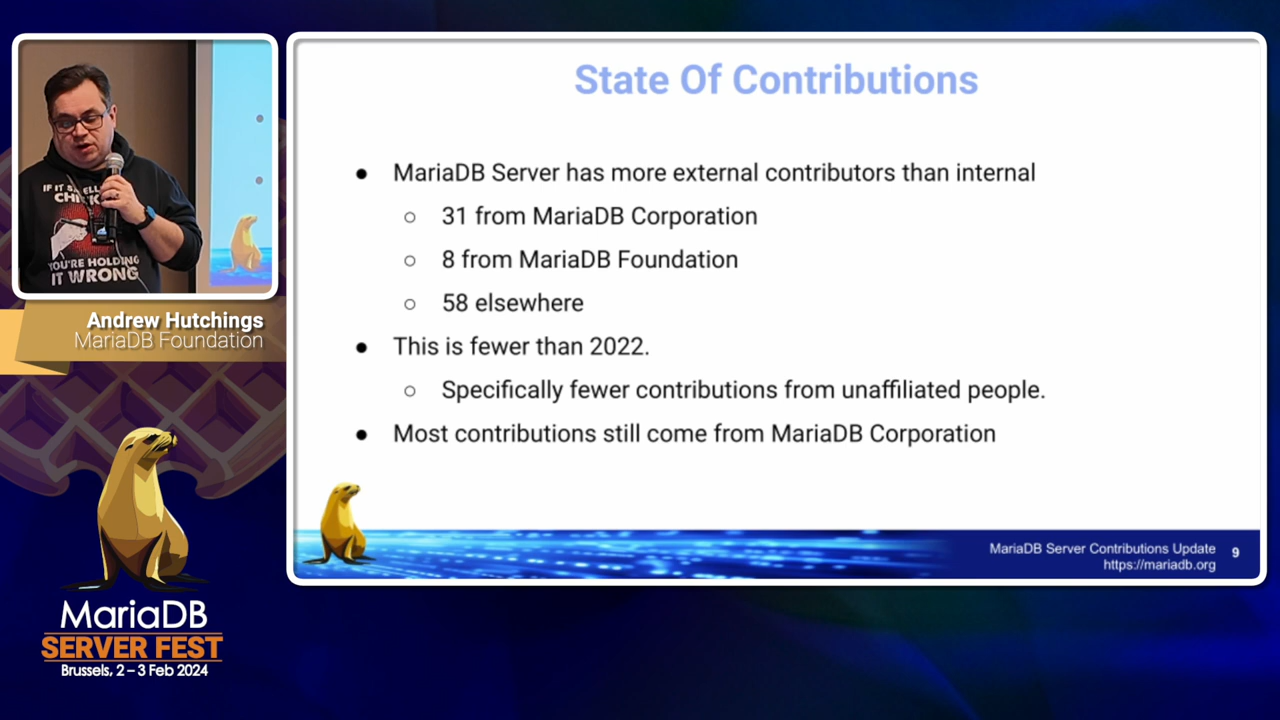 State Of Contributions
MariaDB Server has more external contributors than internal
31 from MariaDB Corporation
8 from MariaDB Foundation
58 elsewhere
This is fewer than 2022.
Specifically fewer contributions from unaffiliated people.
Most contributions still come from MariaDB Corporation
MariaDB Server Contributions Update
https://mariadb.org
9
YOU'RE HOLDING
IT WRONG
Andrew Hutchings
MariaDB Foundation
MariaDB
SERVER FEST
Brussels, 2 – 3 Feb 2024